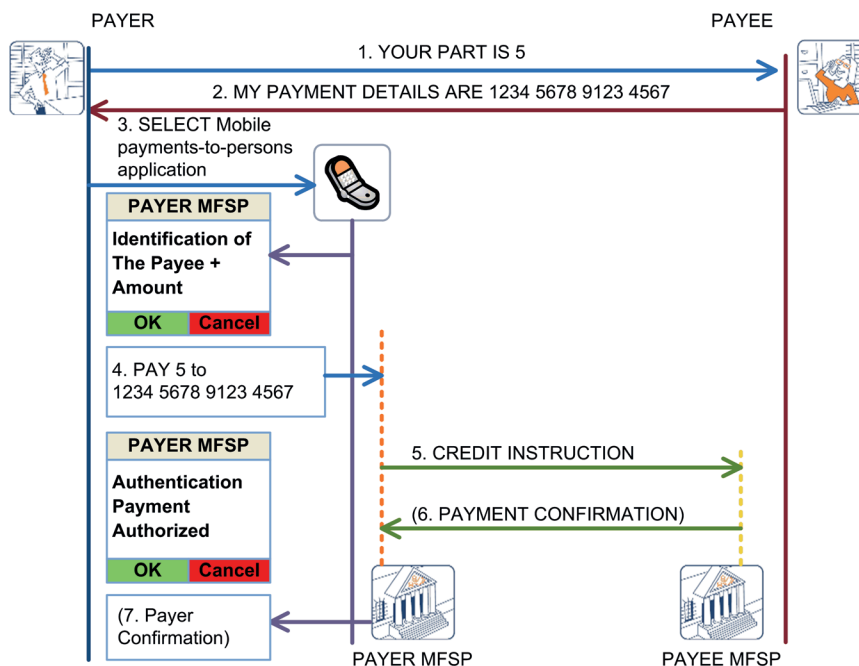 PAYER
PAYEE
1. YOUR PART IS 5
2. MY PAYMENT DETAILS ARE 1234 5678 9123 4567
3. SELECT Mobile
payments-to-persons
application
PAYER MFSP
Identification of
The Payee +
Amount
OK
Cancel
4. PAY 5 to
1234 5678 9123 4567
PAYER MFSP
Authentication
Payment
Authorized
OK
Cancel
5. CREDIT INSTRUCTION
(6. PAYMENT CONFIRMATION)
(7. Payer
Confirmation)
PAYER MFSP
PAYEE MFSP